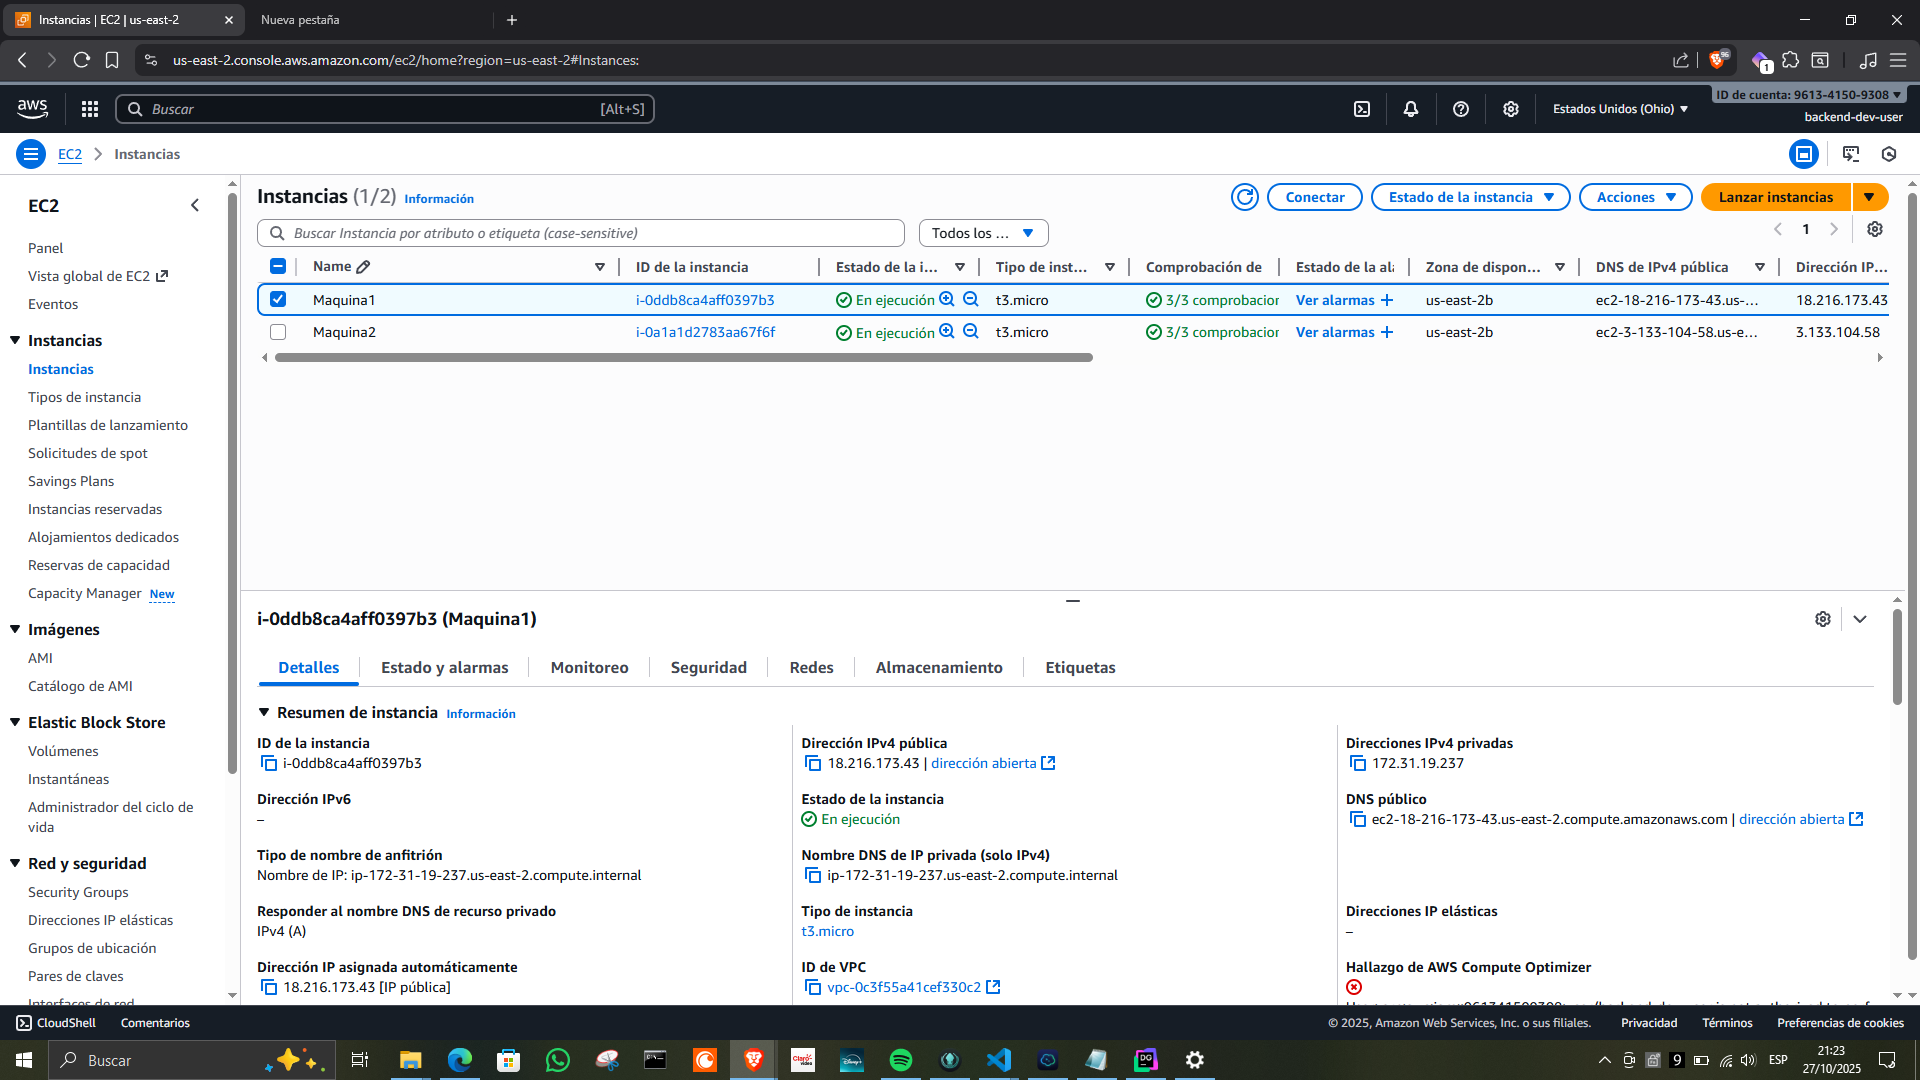 Instancias | EC2 | us-east-2
Nueva pestaña
us-east-2.console.aws.amazon.com/ec2/home?region=us-east-2#Instances:
96
1
aws
Buscar
[Alt+S]
Estados Unidos (Ohio)
ID de cuenta: 9613-4150-9308
backend-dev-user
EC2
Instancias
EC2
Panel
Vista global de EC2
Eventos
Instancias
Instancias
Tipos de instancia
Plantillas de lanzamiento
Solicitudes de spot
Savings Plans
Instancias reservadas
Alojamientos dedicados
Reservas de capacidad
Capacity Manager New
Imágenes
AMI
Catálogo de AMI
Elastic Block Store
Volúmenes
Instantáneas
Administrador del ciclo de
vida
Red y seguridad
Security Groups
Direcciones IP elásticas
Grupos de ubicación
Pares de claves
Interfaces de red
Instancias (1/2) Información
Conectar
Estado de la instancia
Acciones
Lanzar instancias
Buscar Instancia por atributo o etiqueta (case-sensitive)
Todos los ...
1
Name
ID de la instancia
Estado de la i...
Tipo de inst...
Comprobación de
Estado de la al
Zona de dispon...
DNS de IPv4 pública
Dirección IP...
Maquina1 i-0ddb8ca4aff0397b3 En ejecución t3.micro 3/3 comprobacior Ver alarmas + us-east-2b ec2-18-216-173-43.us-... 18.216.173.43
Maquina2 i-0a1a1d2783aa67f6f En ejecución t3.micro 3/3 comprobacior Ver alarmas + us-east-2b ec2-3-133-104-58.us-e... 3.133.104.58
i-0ddb8ca4aff0397b3 (Maquina1)
Detalles
Estado y alarmas
Monitoreo
Seguridad
Redes
Almacenamiento
Etiquetas
Resumen de instancia Información
ID de la instancia
i-0ddb8ca4aff0397b3
Dirección IPv4 pública
18.216.173.43 | dirección abierta
Direcciones IPv4 privadas
172.31.19.237
Dirección IPv6
–
Estado de la instancia
En ejecución
DNS público
ec2-18-216-173-43.us-east-2.compute.amazonaws.com | dirección abierta
Tipo de nombre de anfitrión
Nombre de IP: ip-172-31-19-237.us-east-2.compute.internal
Nombre DNS de IP privada (solo IPv4)
ip-172-31-19-237.us-east-2.compute.internal
Responder al nombre DNS de recurso privado
IPv4 (A)
Tipo de instancia
t3.micro
Direcciones IP elásticas
–
Dirección IP asignada automáticamente
18.216.173.43 [IP pública]
ID de VPC
vpc-0c3f55a41cef330c2
Hallazgo de AWS Compute Optimizer
CloudShell
Comentarios
© 2025, Amazon Web Services, Inc. o sus filiales.
Privacidad
Términos
Preferencias de cookies
Buscar
9
ESP
21:23
27/10/2025